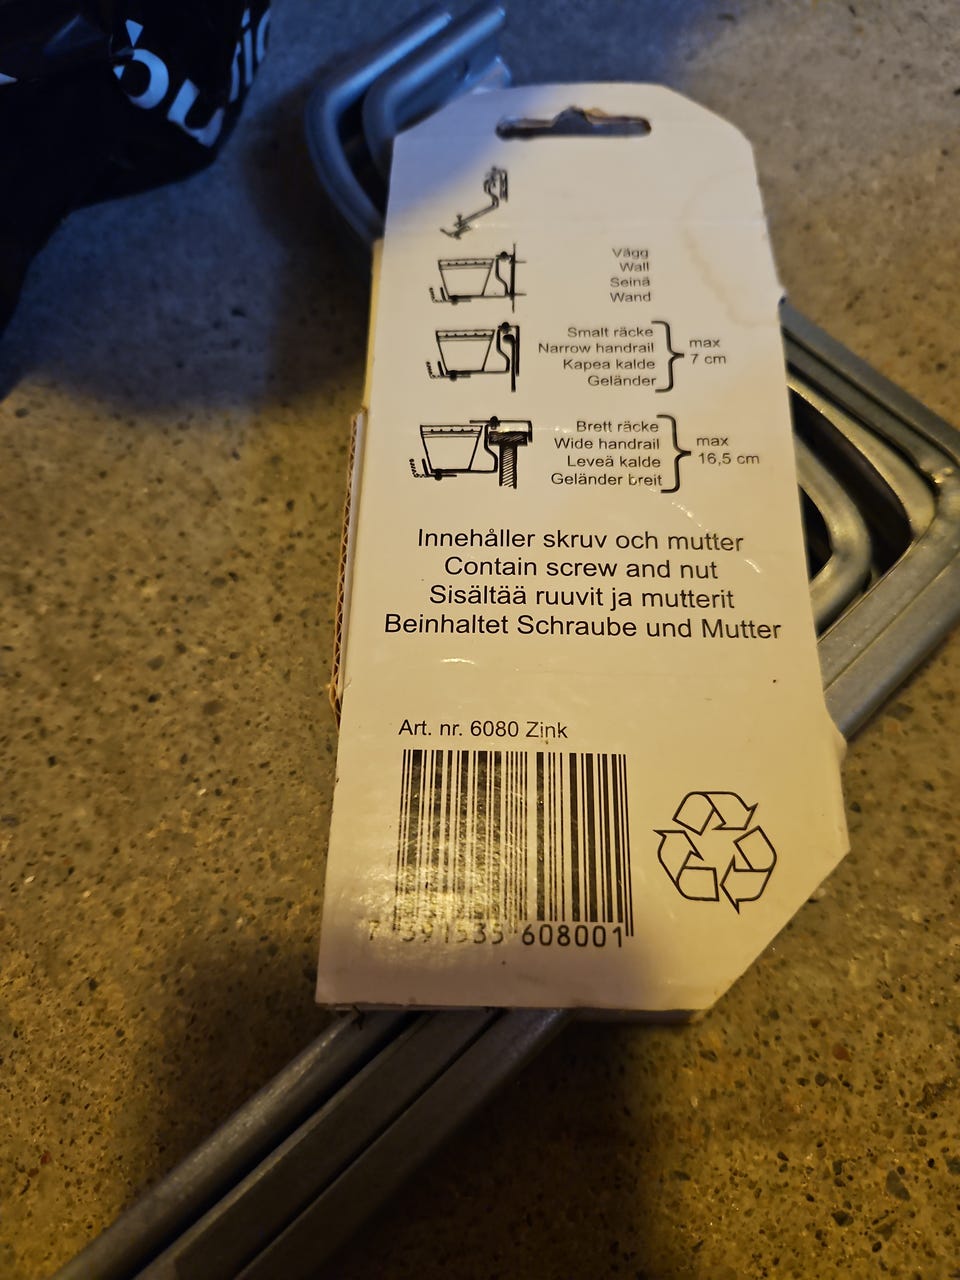 Vägg
Wall
Seinä
Wand
Smalt räcke
Narrow handrail
Kapea kalde
Geländer
max
7 cm
Brett räcke
Wide handrail
Leveä kalde
Geländer breit
max
16,5 cm
Innehåller skruv och mutter
Contain screw and nut
Sisältää ruuvit ja mutterit
Beinhaltet Schraube und Mutter
Art. nr. 6080 Zink
7 391535 608001